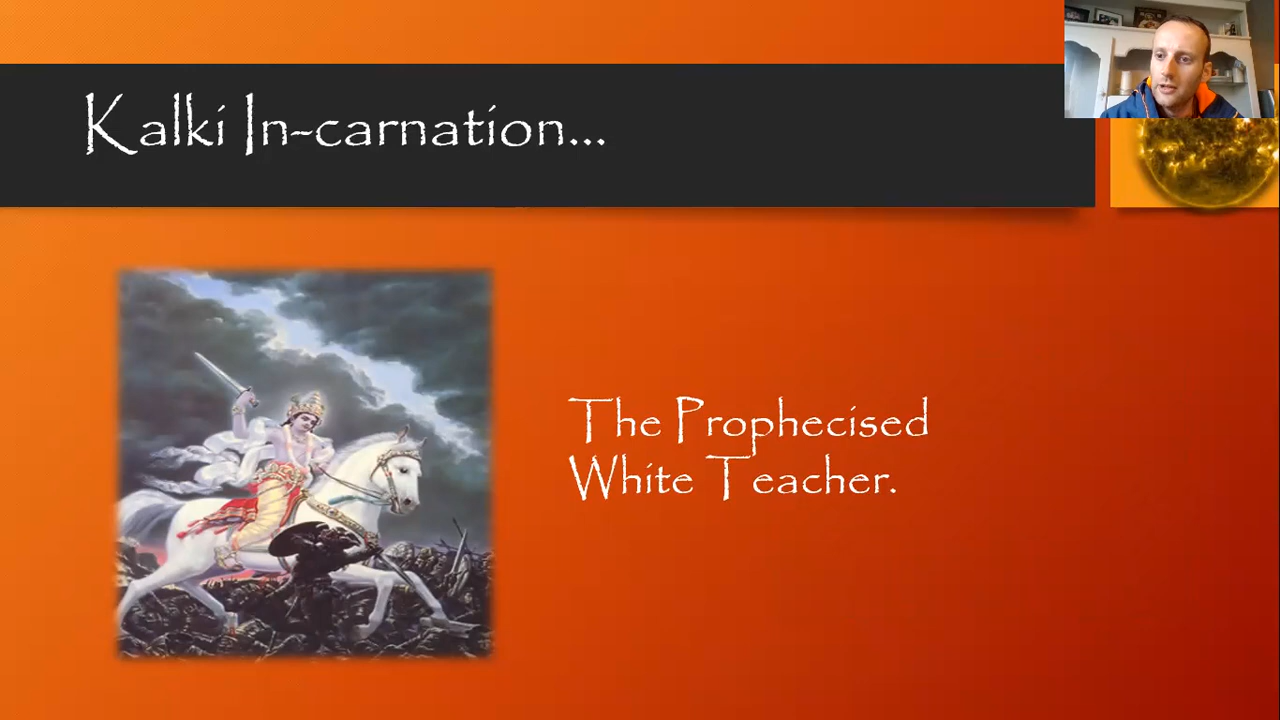 Kalki In-carnation...
The Prophecised
White Teacher.